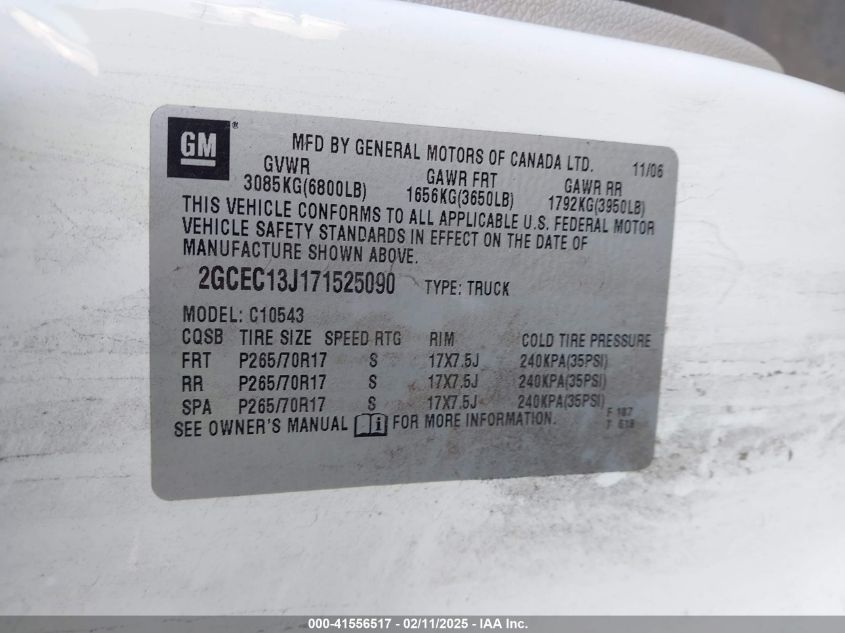 GM ®
MFD BY GENERAL MOTORS OF CANADA LTD. 11/06
GVWR GAWR FRT GAWR RR
3085KG(6800LB) 1656KG(3650LB) 1792KG(3950LB)
THIS VEHICLE CONFORMS TO ALL APPLICABLE U.S. FEDERAL MOTOR
VEHICLE SAFETY STANDARDS IN EFFECT ON THE DATE OF
MANUFACTURE SHOWN ABOVE.
2GCEC13J171525090 TYPE: TRUCK
MODEL: C10543
CQSB TIRE SIZE SPEED RTG RIM COLD TIRE PRESSURE
FRT P265/70R17 S 17X7.5J 240KPA(35PSI)
RR P265/70R17 S 17X7.5J 240KPA(35PSI)
SPA P265/70R17 S 17X7.5J 240KPA(35PSI)
SEE OWNER'S MANUAL FOR MORE INFORMATION.
F 187
T 618
000-41556517 - 02/11/2025 - IAA Inc.